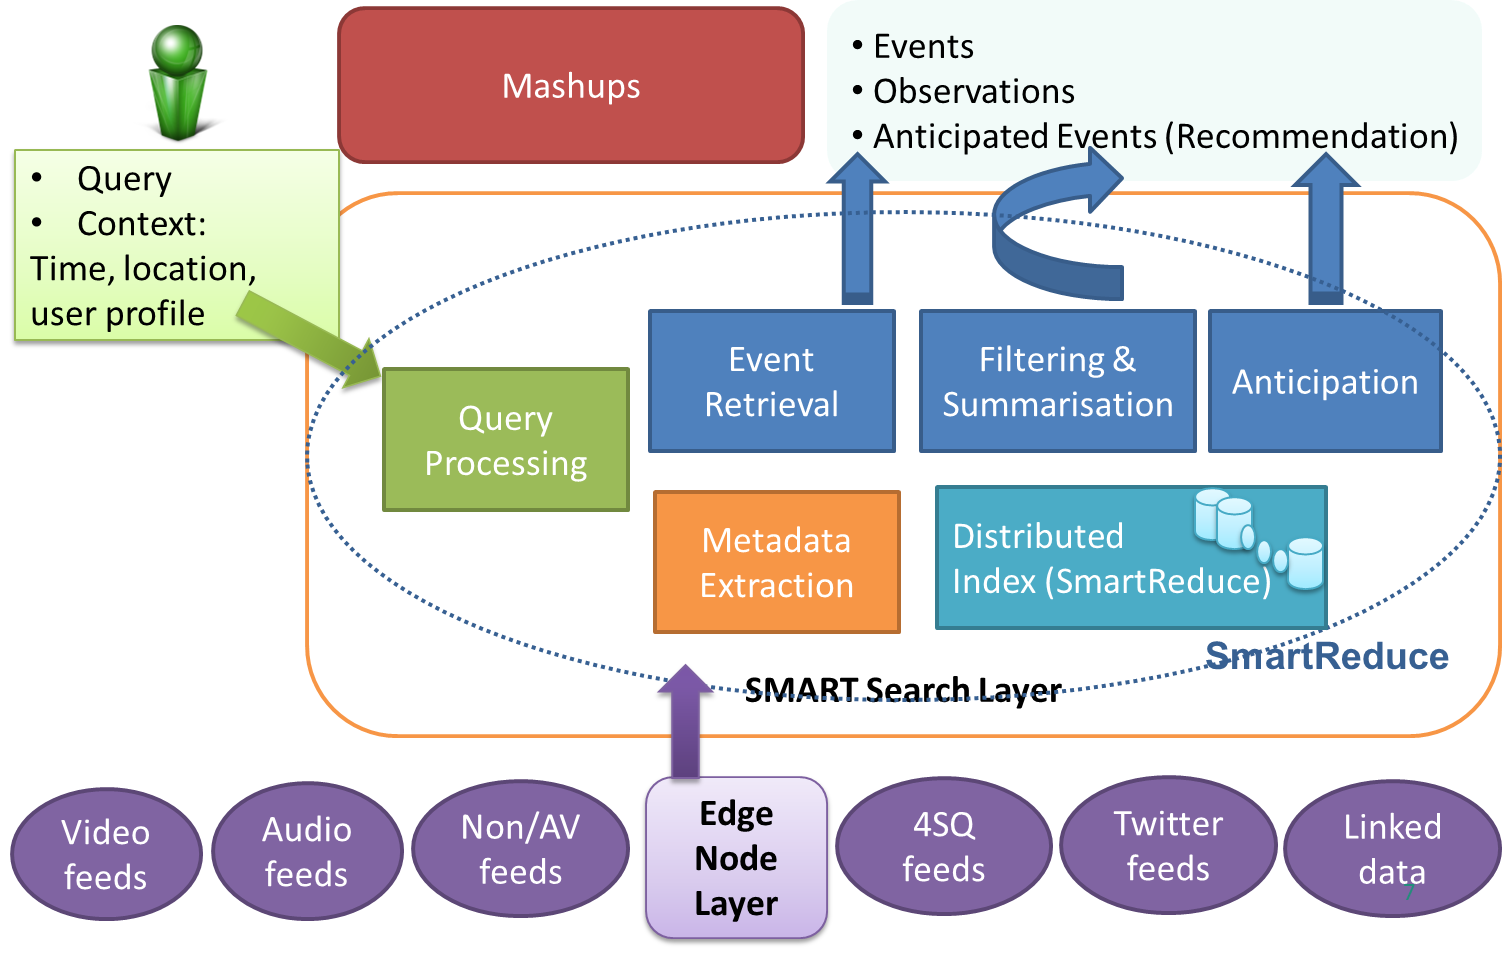 Mashups
• Events
• Observations
• Anticipated Events (Recommendation)
• Query
• Context:
Time, location,
user profile
Query
Processing
Event
Retrieval
Filtering &
Summarisation
Anticipation
Metadata
Extraction
Distributed
Index (SmartReduce)
SmartReduce
SMART Search Layer
Video
feeds
Audio
feeds
Non/AV
feeds
Edge
Node
Layer
4SQ
feeds
Twitter
feeds
Linked
data
7